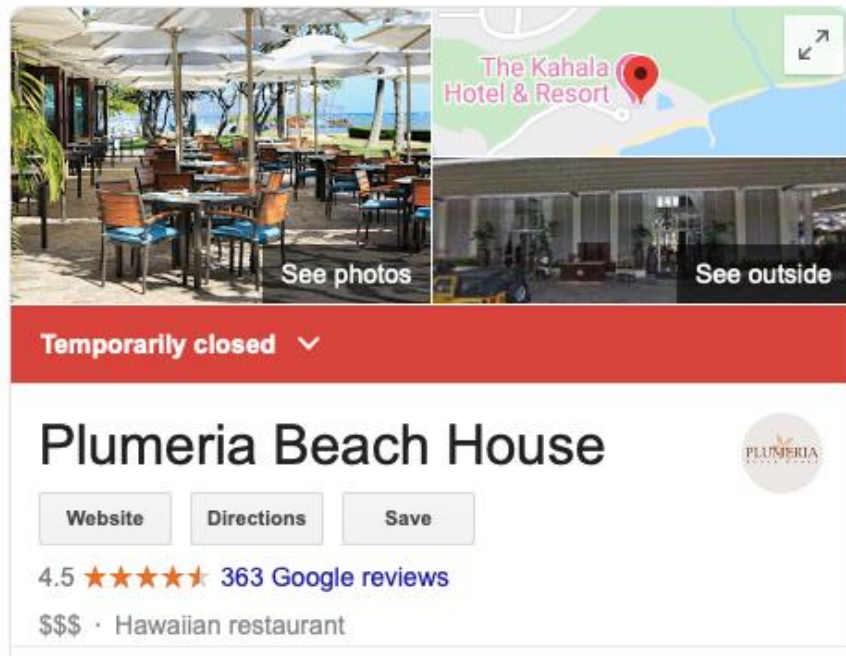 The Kahala
Hotel & Resort
See photos
See outside
Temporarily closed
Plumeria Beach House
PLUMERIA
Website
Directions
Save
4.5
363 Google reviews
$$$ · Hawaiian restaurant